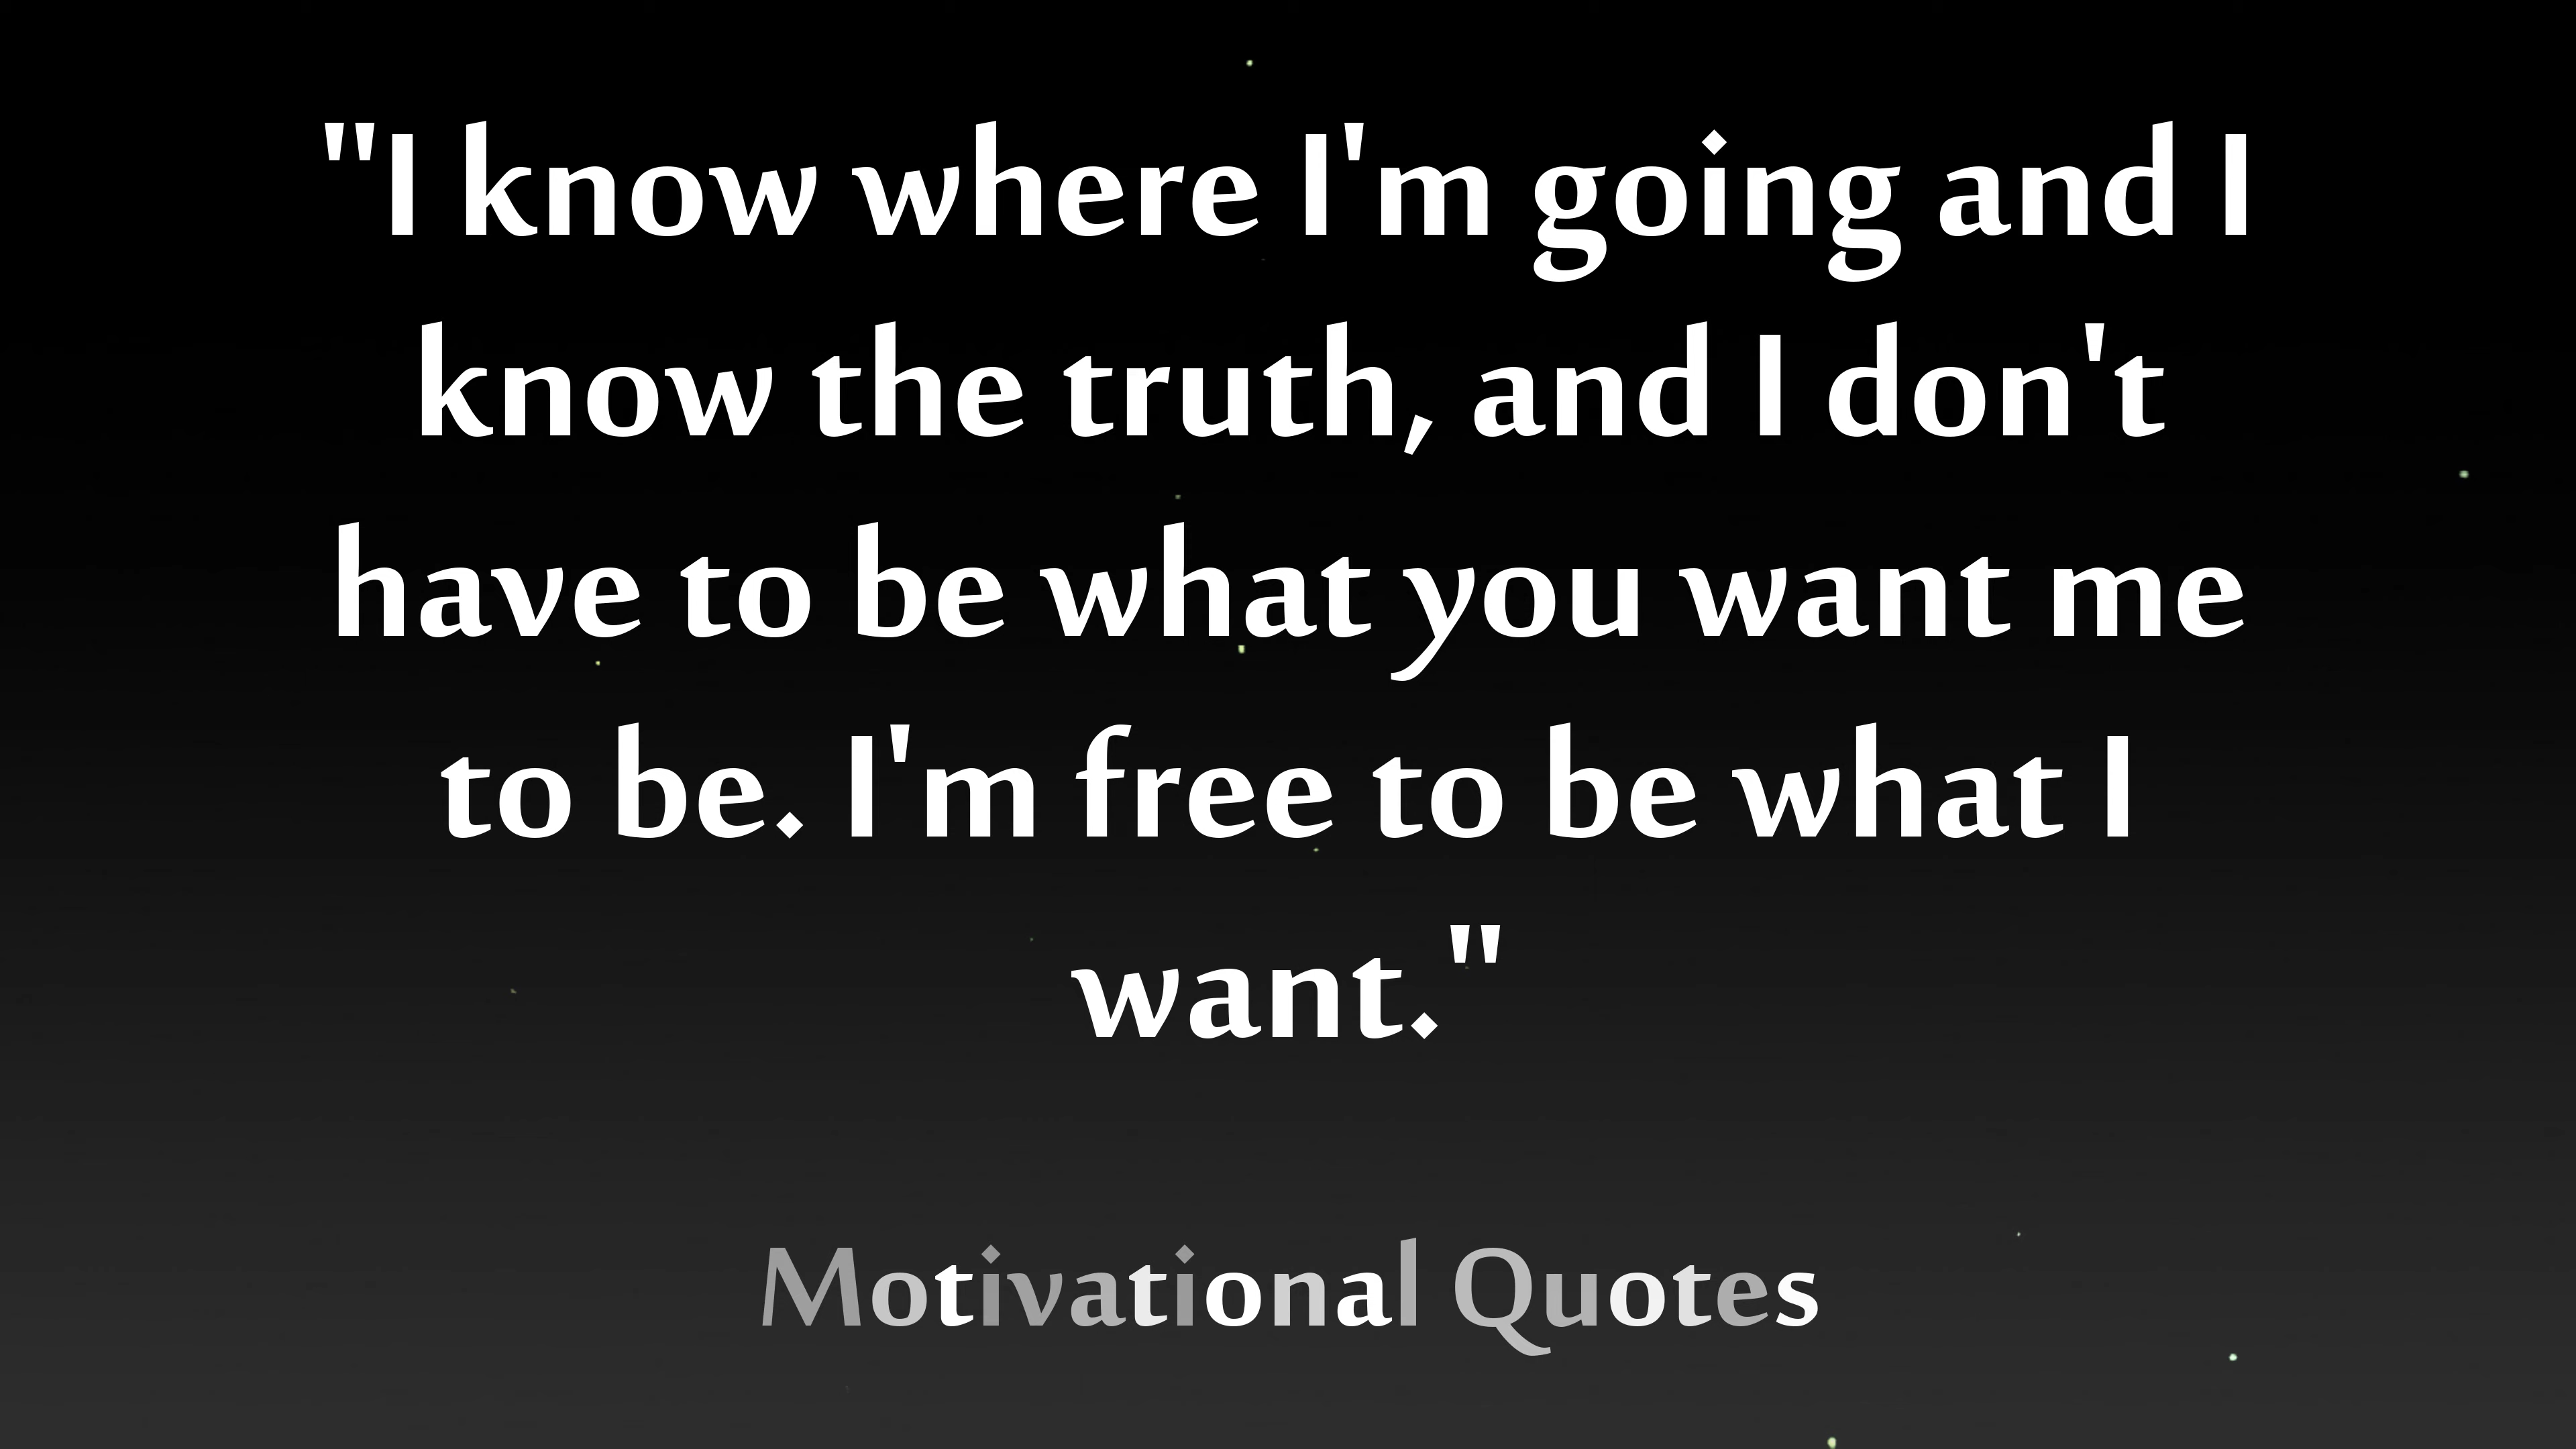 "I know where I'm going and I
know the truth, and I don't
have to be what you want me
to be. I'm free to be what I
want."
Motivational Quotes